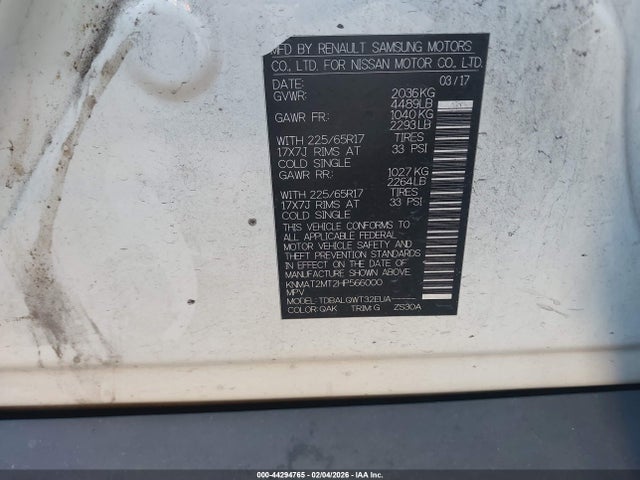 MFD BY RENAULT SAMSUNG MOTORS
CO., LTD. FOR NISSAN MOTOR CO., LTD.
DATE: 03/17
GVWR: 2036KG
4489LB
GAWR FR: 1040KG
2293LB
WITH 225/65R17 TIRES
17X7J RIMS AT 33 PSI
COLD SINGLE
GAWR RR: 1027KG
2264LB
WITH 225/65R17 TIRES
17X7J RIMS AT 33 PSI
COLD SINGLE
THIS VEHICLE CONFORMS TO
ALL APPLICABLE FEDERAL
MOTOR VEHICLE SAFETY AND
THEFT PREVENTION STANDARDS
IN EFFECT ON THE DATE OF
MANUFACTURE SHOWN ABOVE.
KNMAT2MT2HP566000
MPV
MODEL: TDBALQWT32EUA-----
COLOR:QAK TRIM:G ZS30A
000-44294765 - 02/04/2026 - IAA Inc.